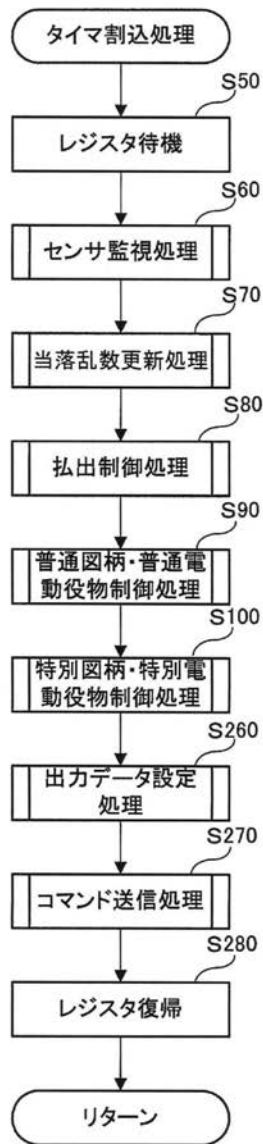 タイマ割込処理
S50
レジスタ待機
S60
センサ監視処理
S70
当落乱数更新処理
S80
払出制御処理
S90
普通図柄・普通電
動役物制御処理
S100
特別図柄・特別電
動役物制御処理
S260
出力データ設定
処理
S270
コマンド送信処理
S280
レジスタ復帰
リターン